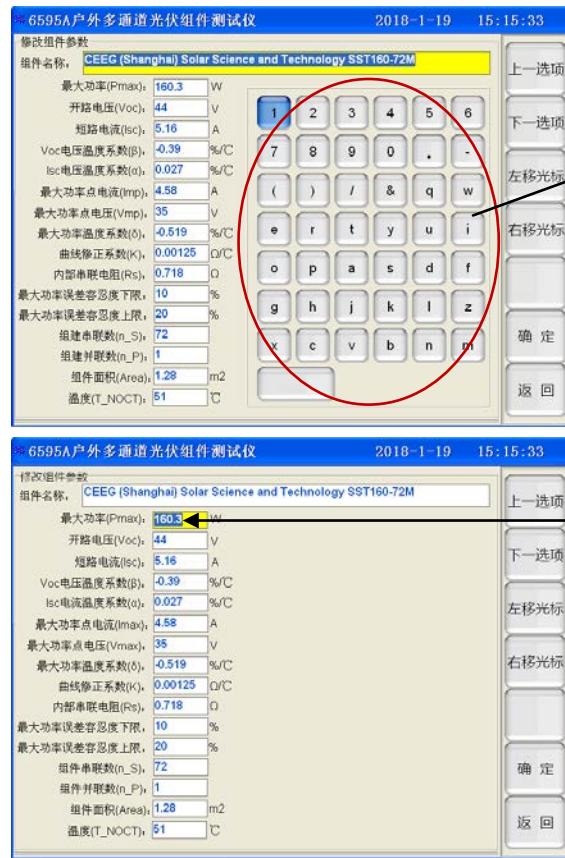 6595A户外多通道光伏组件测试仪 2018-1-19 15:15:33
修改组件参数
组件名称， CEEG (Shanghai) Solar Science and Technology SST160-72M
最大功率(Pmax)， 160.3 W
开路电压(Voc)， 44 V
短路电流(Isc)， 5.16 A
Voc电压温度系数(β)， -0.39 %/℃
Isc电流温度系数(α)， 0.027 %/℃
最大功率点电流(Imp)， 4.58 A
最大功率点电压(Vmp)， 35 V
最大功率温度系数(δ)， -0.519 %/℃
曲线修正系数(K)， 0.00125 Ω/℃
内部串联电阻(Rs)， 0.718 Ω
最大功率误差容忍度下限， 10 %
最大功率误差容忍度上限， 20 %
组建串联数(n_S)， 72
组建并联数(n_P)， 1
组件面积(Area)， 1.28 m2
温度(T_NOCT)， 51 ℃
1 2 3 4 5 6
7 8 9 0 . -
( ) / & q w
e r t y u i
o p a s d f
g h j k l z
x c v b n m
上一选项
下一选项
左移光标
右移光标
确 定
返 回
6595A户外多通道光伏组件测试仪 2018-1-19 15:15:33
修改组件参数
组件名称， CEEG (Shanghai) Solar Science and Technology SST160-72M
最大功率(Pmax)， 160.3 W
开路电压(Voc)， 44 V
短路电流(Isc)， 5.16 A
Voc电压温度系数(β)， -0.39 %/℃
Isc电流温度系数(α)， 0.027 %/℃
最大功率点电流(Imax)， 4.58 A
最大功率点电压(Vmax)， 35 V
最大功率温度系数(δ)， -0.519 %/℃
曲线修正系数(K)， 0.00125 Ω/℃
内部串联电阻(Rs)， 0.718 Ω
最大功率误差容忍度下限， 10 %
最大功率误差容忍度上限， 20 %
组件串联数(n_S)， 72
组件并联数(n_P)， 1
组件面积(Area)， 1.28 m2
温度(T_NOCT)， 51 ℃
上一选项
下一选项
左移光标
右移光标
确 定
返 回